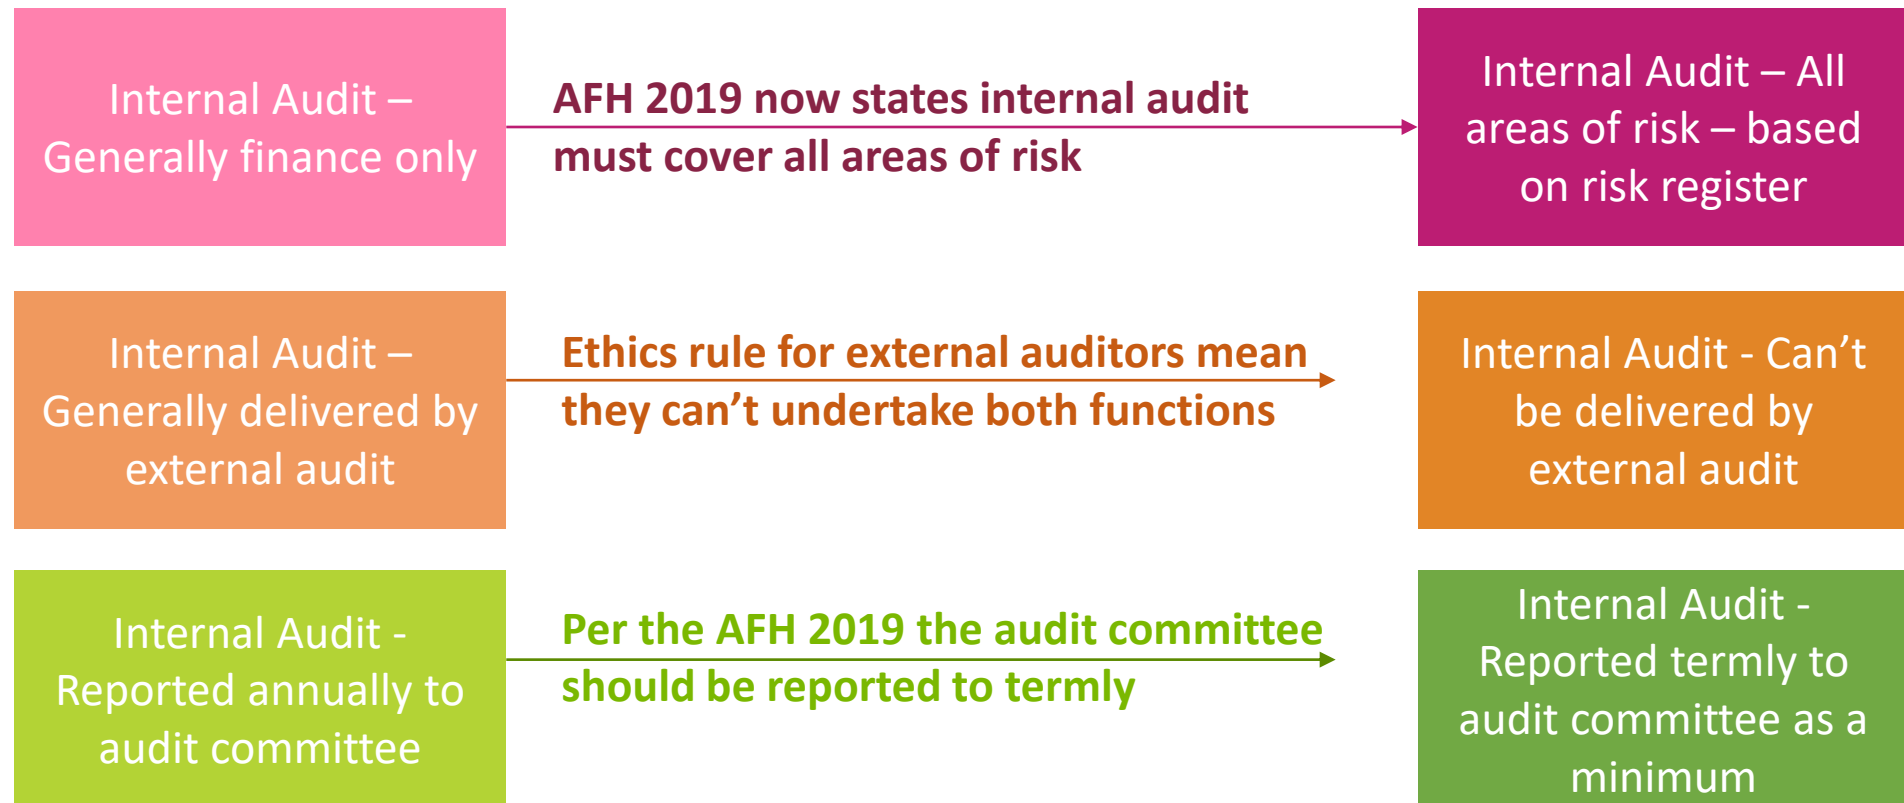 Internal Audit –
Generally finance only
AFH 2019 now states internal audit
must cover all areas of risk
Internal Audit – All
areas of risk – based
on risk register
Internal Audit –
Generally delivered by
external audit
Ethics rule for external auditors mean
they can’t undertake both functions
Internal Audit - Can’t
be delivered by
external audit
Internal Audit -
Reported annually to
audit committee
Per the AFH 2019 the audit committee
should be reported to termly
Internal Audit -
Reported termly to
audit committee as a
minimum